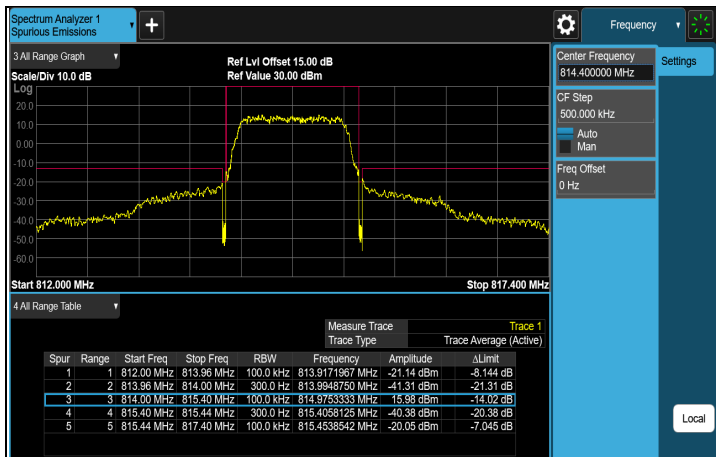 Spectrum Analyzer 1
Spurious Emissions
+
Frequency
3 All Range Graph
Scale/Div 10.0 dB
Ref Lvl Offset 15.00 dB
Ref Value 30.00 dBm
Log
20.0
10.0
0.00
-10.0
-20.0
-30.0
-40.0
-50.0
-60.0
Start 812.000 MHz
Stop 817.400 MHz
Center Frequency
814.400000 MHz
Settings
CF Step
500.000 kHz
Auto
Man
Freq Offset
0 Hz
Local
4 All Range Table
Measure Trace Trace 1
Trace Type Trace Average (Active)
Spur Range Start Freq Stop Freq RBW Frequency Amplitude ΔLimit
1 1 812.00 MHz 813.96 MHz 100.0 kHz 813.9171967 MHz -21.14 dBm -8.144 dB
2 2 813.96 MHz 814.00 MHz 300.0 Hz 813.9948750 MHz -41.31 dBm -21.31 dB
3 3 814.00 MHz 815.40 MHz 100.0 kHz 814.9753333 MHz 15.98 dBm -14.02 dB
4 4 815.40 MHz 815.44 MHz 300.0 Hz 815.4058125 MHz -40.38 dBm -20.38 dB
5 5 815.44 MHz 817.40 MHz 100.0 kHz 815.4538542 MHz -20.05 dBm -7.045 dB